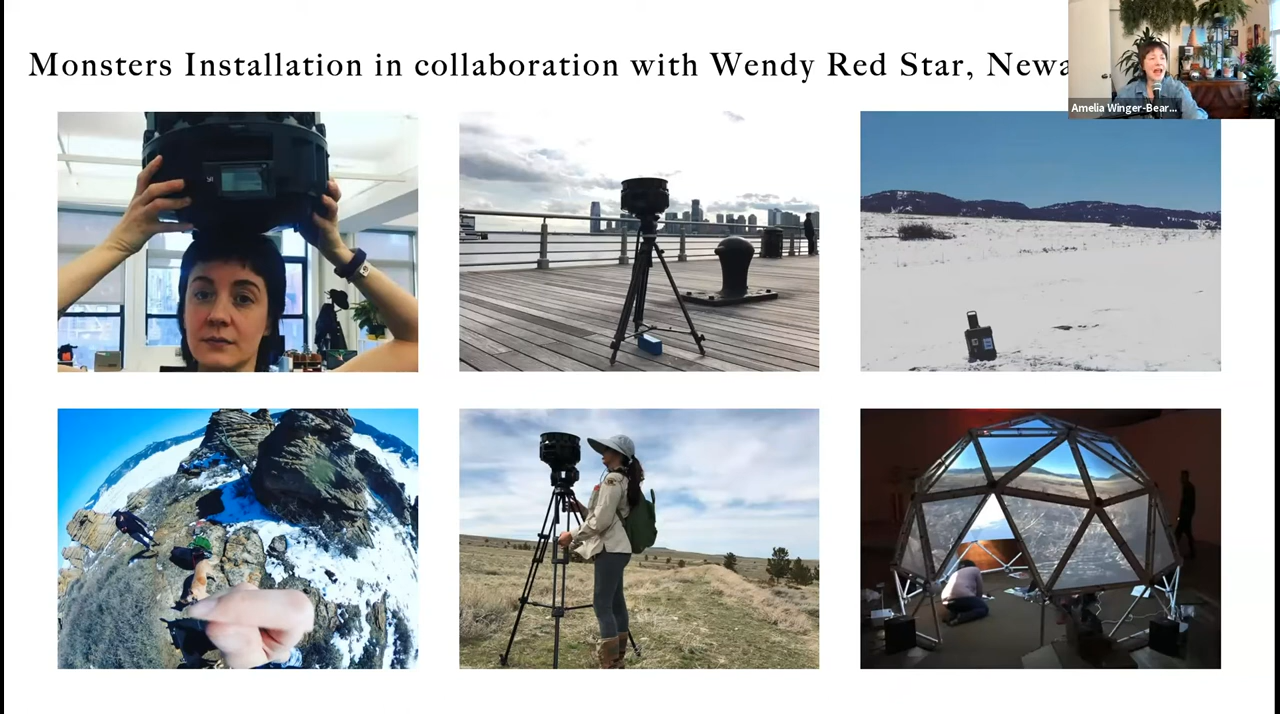 Monsters Installation in collaboration with Wendy Red Star, Newa
Amelia Winger-Bear...